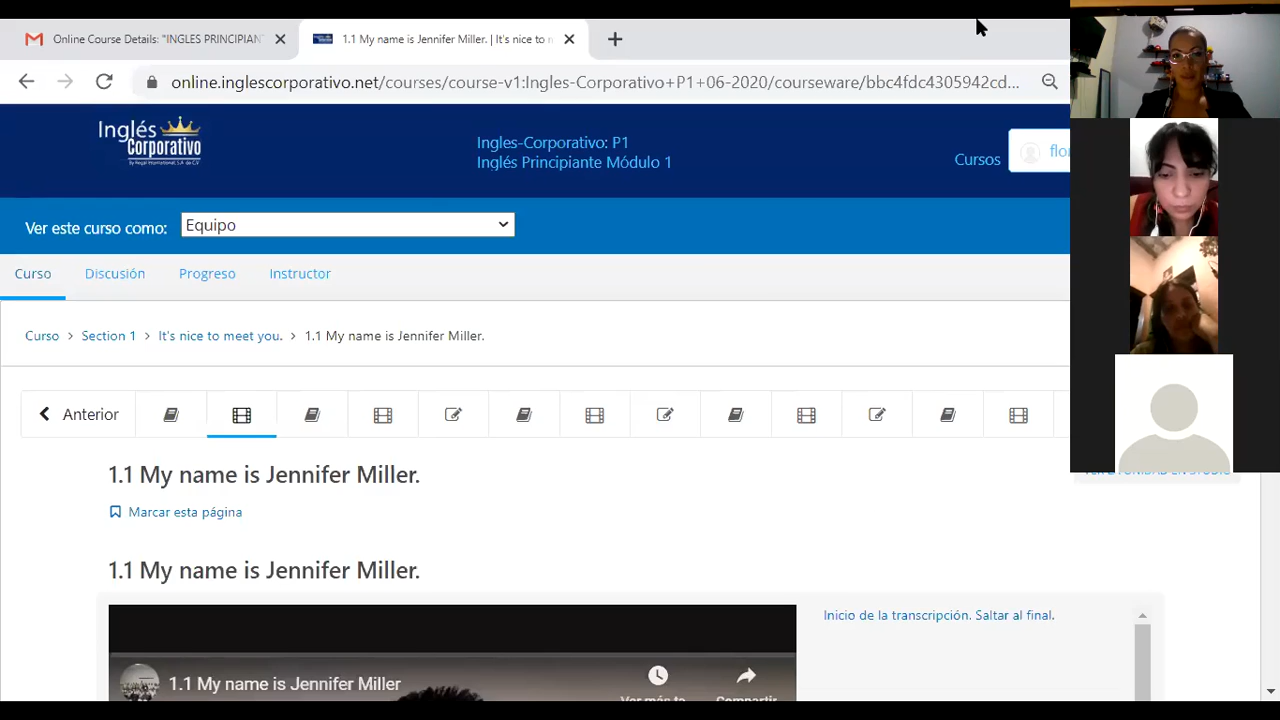 Online Course Details: "INGLES PRINCIPIAN
1.1 My name is Jennifer Miller. | It's nice to
online.inglescorporativo.net/courses/course-v1:Ingles-Corporativo+P1+06-2020/courseware/bbc4fdc4305942cd...
Inglés
Corporativo
Ingles-Corporativo: P1
Inglés Principiante Módulo 1
Cursos
Ver este curso como:
Equipo
Curso
Discusión
Progreso
Instructor
Curso > Section 1 > It's nice to meet you. > 1.1 My name is Jennifer Miller.
Anterior
1.1 My name is Jennifer Miller.
Marcar esta página
1.1 My name is Jennifer Miller.
Inicio de la transcripción. Saltar al final.
1.1 My name is Jennifer Miller
Compartir